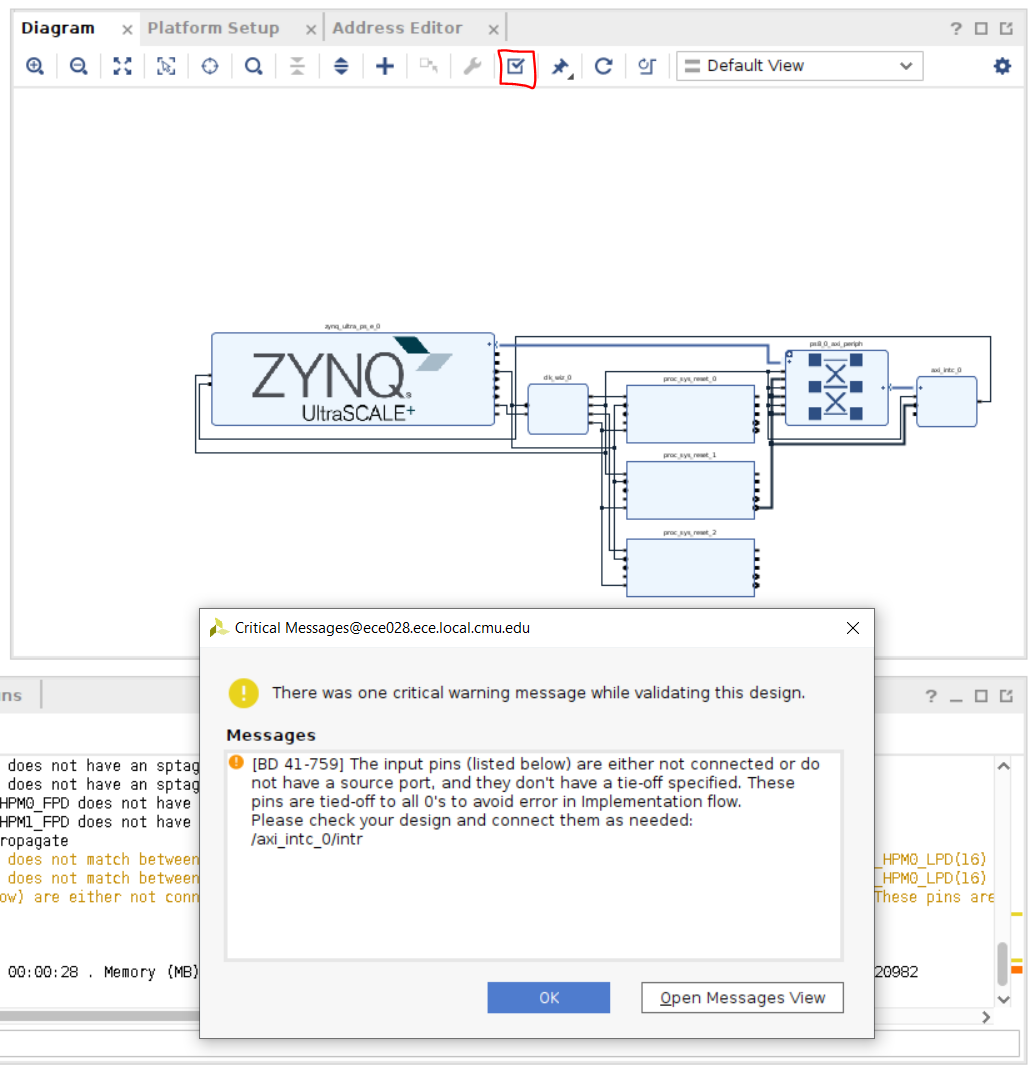 Diagram
Platform Setup
Address Editor
Default View
zynq_ultra_ps_e_0
ZYNQ
UltraSCALE+
clk_wiz_0
proc_sys_reset_0
proc_sys_reset_1
proc_sys_reset_2
ps8_0_axi_periph
axi_intc_0
Critical Messages@ece028.ece.local.cmu.edu
There was one critical warning message while validating this design.
Messages
[BD 41-759] The input pins (listed below) are either not connected or do
not have a source port, and they don't have a tie-off specified. These
pins are tied-off to all 0's to avoid error in Implementation flow.
Please check your design and connect them as needed:
/axi_intc_0/intr
OK
Open Messages View
ns
does not have an sptag
does not have an sptag
HPM0_FPD does not have
HPM1_FPD does not have
ropagate
does not match between
_HPM0_LPD(16)
does not match between
_HPM0_LPD(16)
ow) are either not conn
These pins are
00:00:28 . Memory (MB)
20982